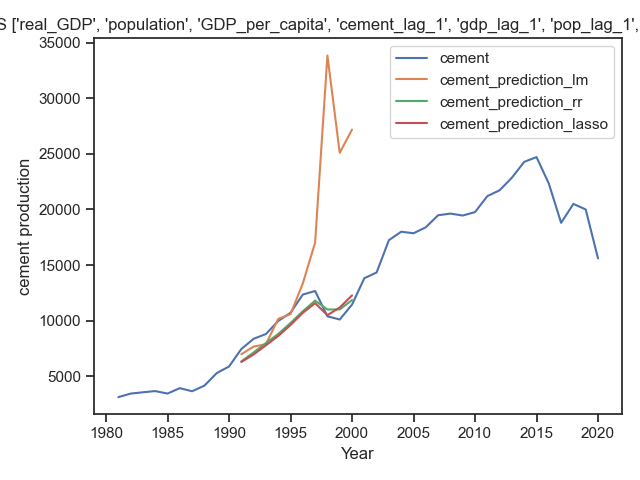 S ['real_GDP', 'population', 'GDP_per_capita', 'cement_lag_1', 'gdp_lag_1', 'pop_lag_1',
35000
30000
25000
20000
15000
10000
5000
cement production
cement
cement_prediction_lm
cement_prediction_rr
cement_prediction_lasso
1980 1985 1990 1995 2000 2005 2010 2015 2020
Year